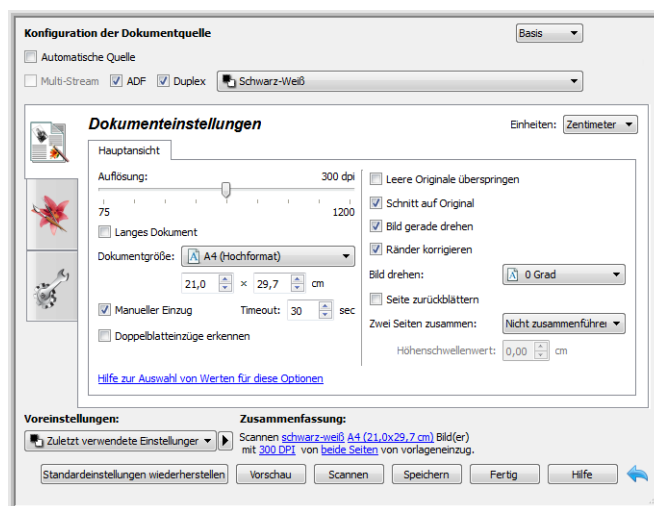 Konfiguration der Dokumentquelle
Basis
Automatische Quelle
Multi-Stream ADF Duplex Schwarz-Weiß
Dokumenteinstellungen
Einheiten: Zentimeter
Hauptansicht
Auflösung: 300 dpi
75 1200
Langes Dokument
Dokumentgröße: A4 (Hochformat)
21,0 × 29,7 cm
Manueller Einzug Timeout: 30 sec
Doppelblatteinzüge erkennen
Hilfe zur Auswahl von Werten für diese Optionen
Leere Originale überspringen
Schnitt auf Original
Bild gerade drehen
Ränder korrigieren
Bild drehen: 0 Grad
Seite zurückblättern
Zwei Seiten zusammen: Nicht zusammenführei
Höhenschwellenwert: 0,00 cm
Voreinstellungen:
Zuletzt verwendete Einstellunger
Zusammenfassung:
Scannen schwarz-weiß A4 (21,0x29,7 cm) Bild(er)
mit 300 DPI von beide Seiten von vorlageneinzug.
Standardeinstellungen wiederherstellen Vorschau Scannen Speichern Fertig Hilfe